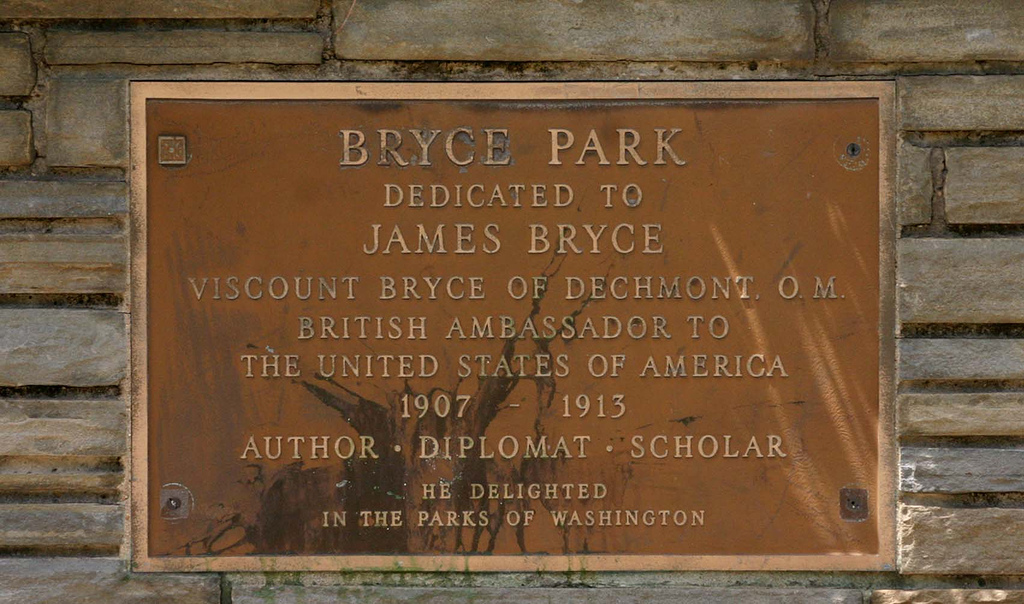 BRYCE PARK
DEDICATED TO
JAMES BRYCE
VISCOUNT BRYCE OF DECHMONT, O.M.
BRITISH AMBASSADOR TO
THE UNITED STATES OF AMERICA
1907 - 1913
AUTHOR · DIPLOMAT · SCHOLAR
HE DELIGHTED
IN THE PARKS OF WASHINGTON